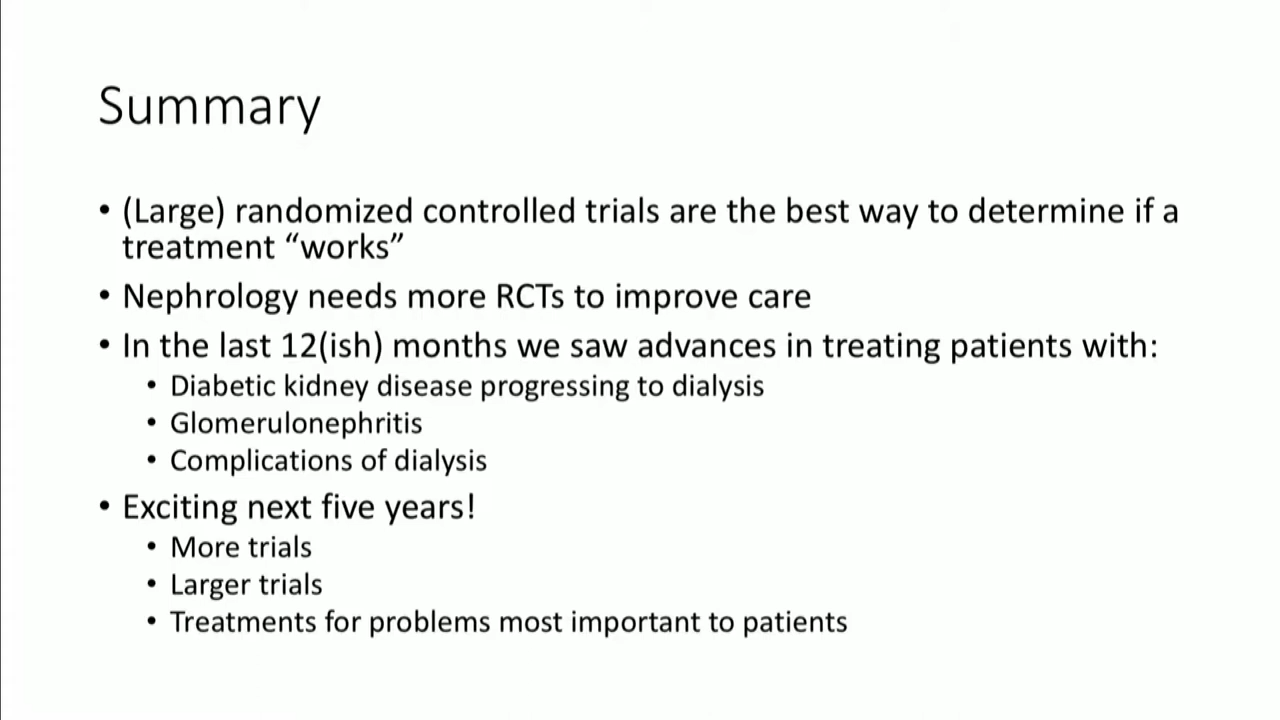 Summary
• (Large) randomized controlled trials are the best way to determine if a
treatment “works”
• Nephrology needs more RCTs to improve care
• In the last 12(ish) months we saw advances in treating patients with:
• Diabetic kidney disease progressing to dialysis
• Glomerulonephritis
• Complications of dialysis
• Exciting next five years!
• More trials
• Larger trials
• Treatments for problems most important to patients